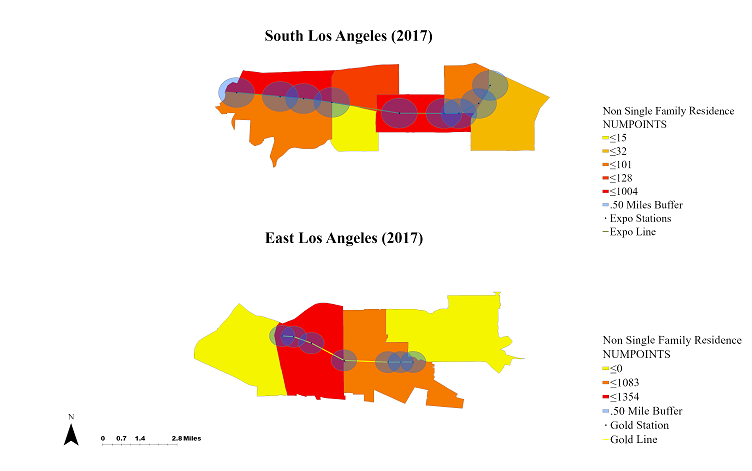 South Los Angeles (2017)
Non Single Family Residence
NUMPOINTS
≤15
≤32
≤101
≤128
≤1004
.50 Miles Buffer
Expo Stations
Expo Line
East Los Angeles (2017)
Non Single Family Residence
NUMPOINTS
≤0
≤1083
≤1354
.50 Mile Buffer
Gold Station
Gold Line
N
0 0.7 1.4 2.8 Miles